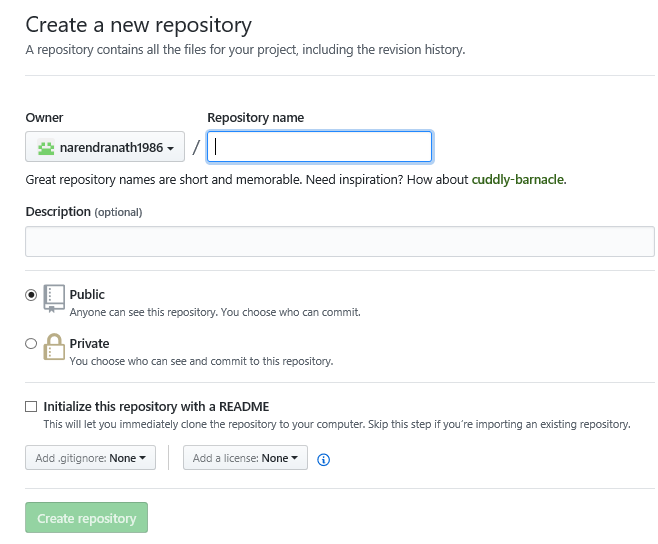 Create a new repository
A repository contains all the files for your project, including the revision history.
Owner Repository name
narendranath1986 /
Great repository names are short and memorable. Need inspiration? How about cuddly-barnacle.
Description (optional)
Public
Anyone can see this repository. You choose who can commit.
Private
You choose who can see and commit to this repository.
Initialize this repository with a README
This will let you immediately clone the repository to your computer. Skip this step if you're importing an existing repository.
Add .gitignore: None Add a license: None
Create repository